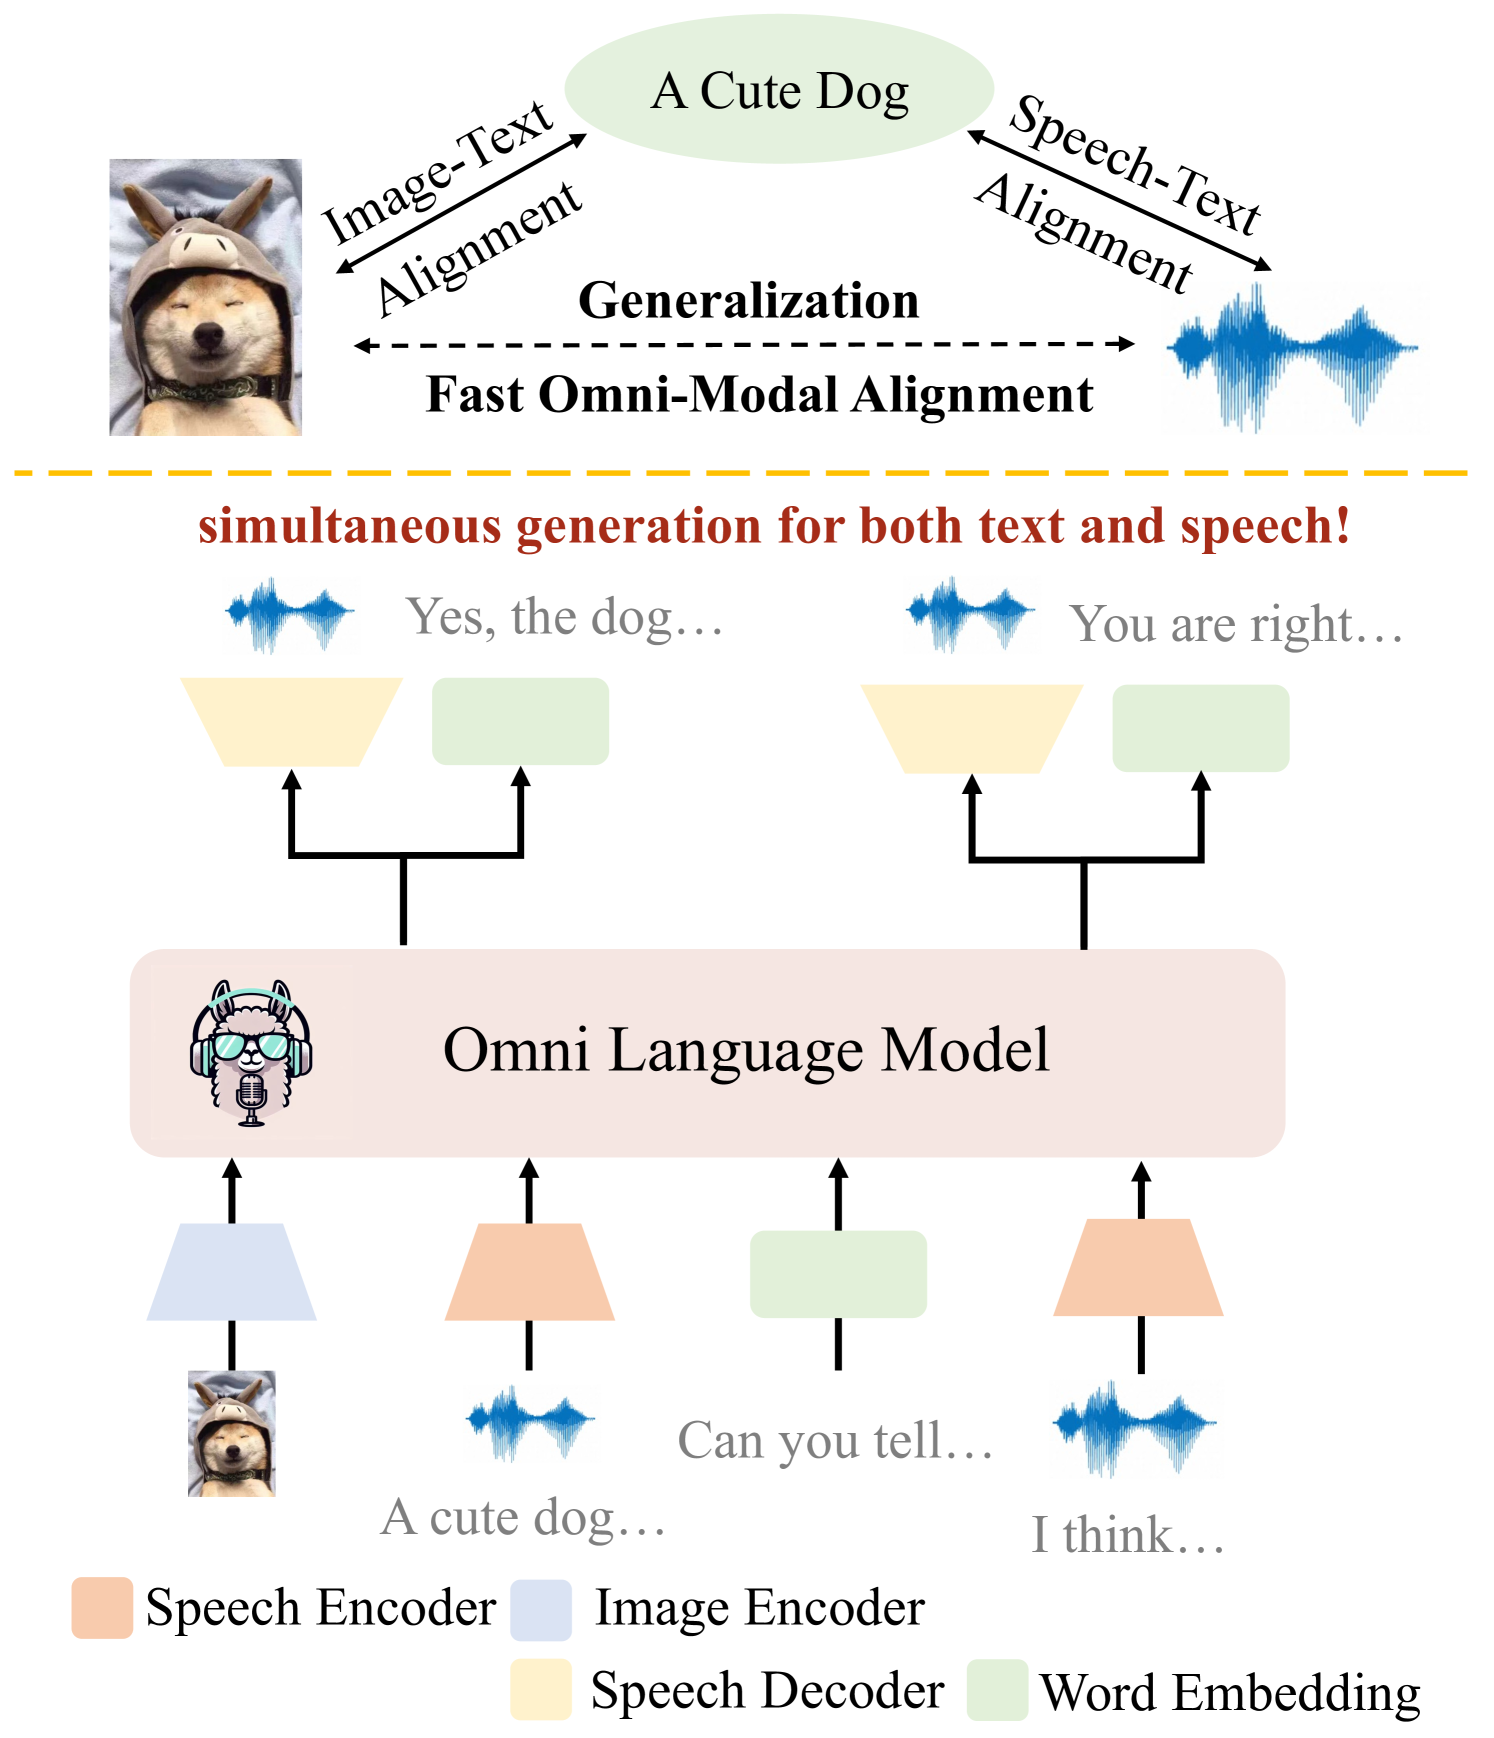 A Cute Dog
Image-Text
Alignment
Speech-Text
Alignment
Generalization
Fast Omni-Modal Alignment
simultaneous generation for both text and speech!
Yes, the dog…
You are right…
Omni Language Model
Can you tell…
A cute dog…
I think…
Speech Encoder
Image Encoder
Speech Decoder
Word Embedding